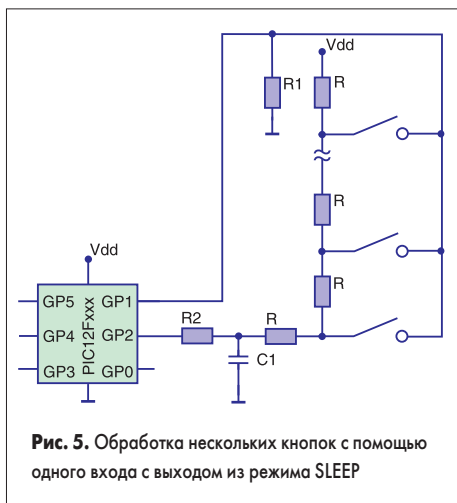 Vdd
R1
R
R
R
Vdd
GP5
GP1
GP4
GP2
GP3
GP0
PIC12Fxxx
R2
R
C1
Рис. 5. Обработка нескольких кнопок с помощью
одного входа с выходом из режима SLEEP